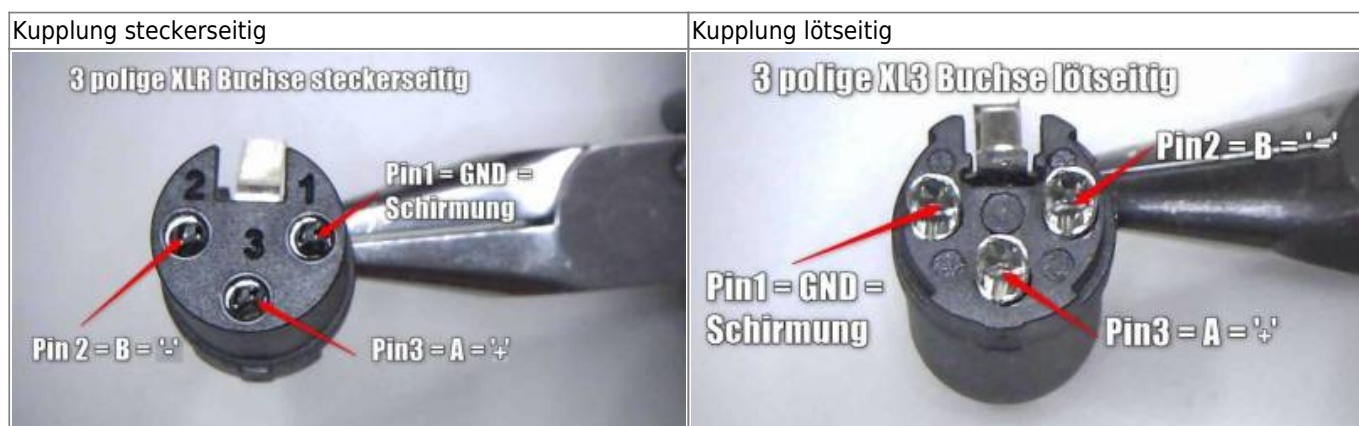 Kupplung steckerseitig
Kupplung lötseitig
3 polige XLR Buchse steckerseitig
2
1
3
Pin1 = GND =
Schirmung
Pin 2 = B = '-'
Pin3 = A = '+'
3 polige XL3 Buchse lötseitig
Pin2 = B = '-'
Pin1 = GND =
Schirmung
Pin3 = A = '+'